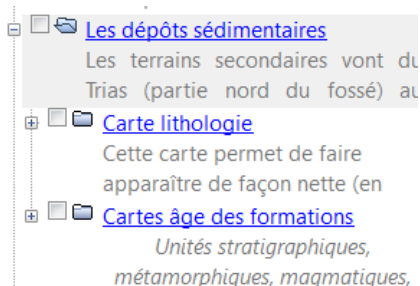 Les dépôts sédimentaires
Les terrains secondaires vont du
Trias (partie nord du fossé) au
Carte lithologie
Cette carte permet de faire
apparaître de façon nette (en
Cartes âge des formations
Unités stratigraphiques,
métamorphiques, magmatiques,